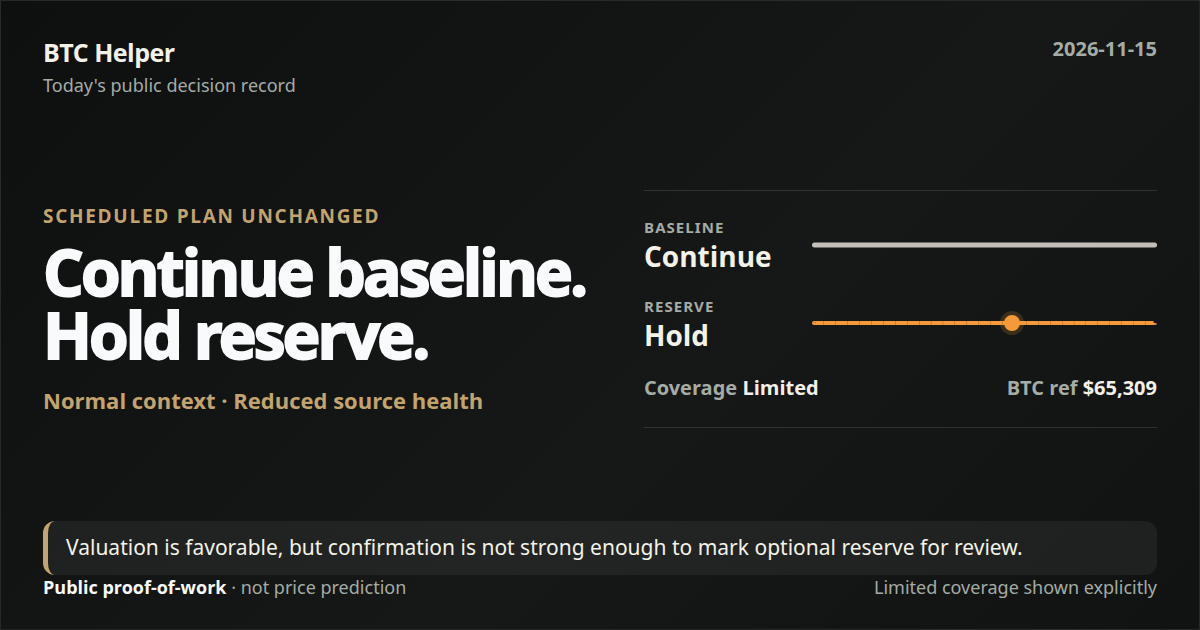 BTC Helper
2026-11-15
Today's public decision record
SCHEDULED PLAN UNCHANGED
Continue baseline.
Hold reserve.
Normal context · Reduced source health
BASELINE
Continue
RESERVE
Hold
Coverage Limited
BTC ref $65,309
Valuation is favorable, but confirmation is not strong enough to mark optional reserve for review.
Public proof-of-work · not price prediction
Limited coverage shown explicitly